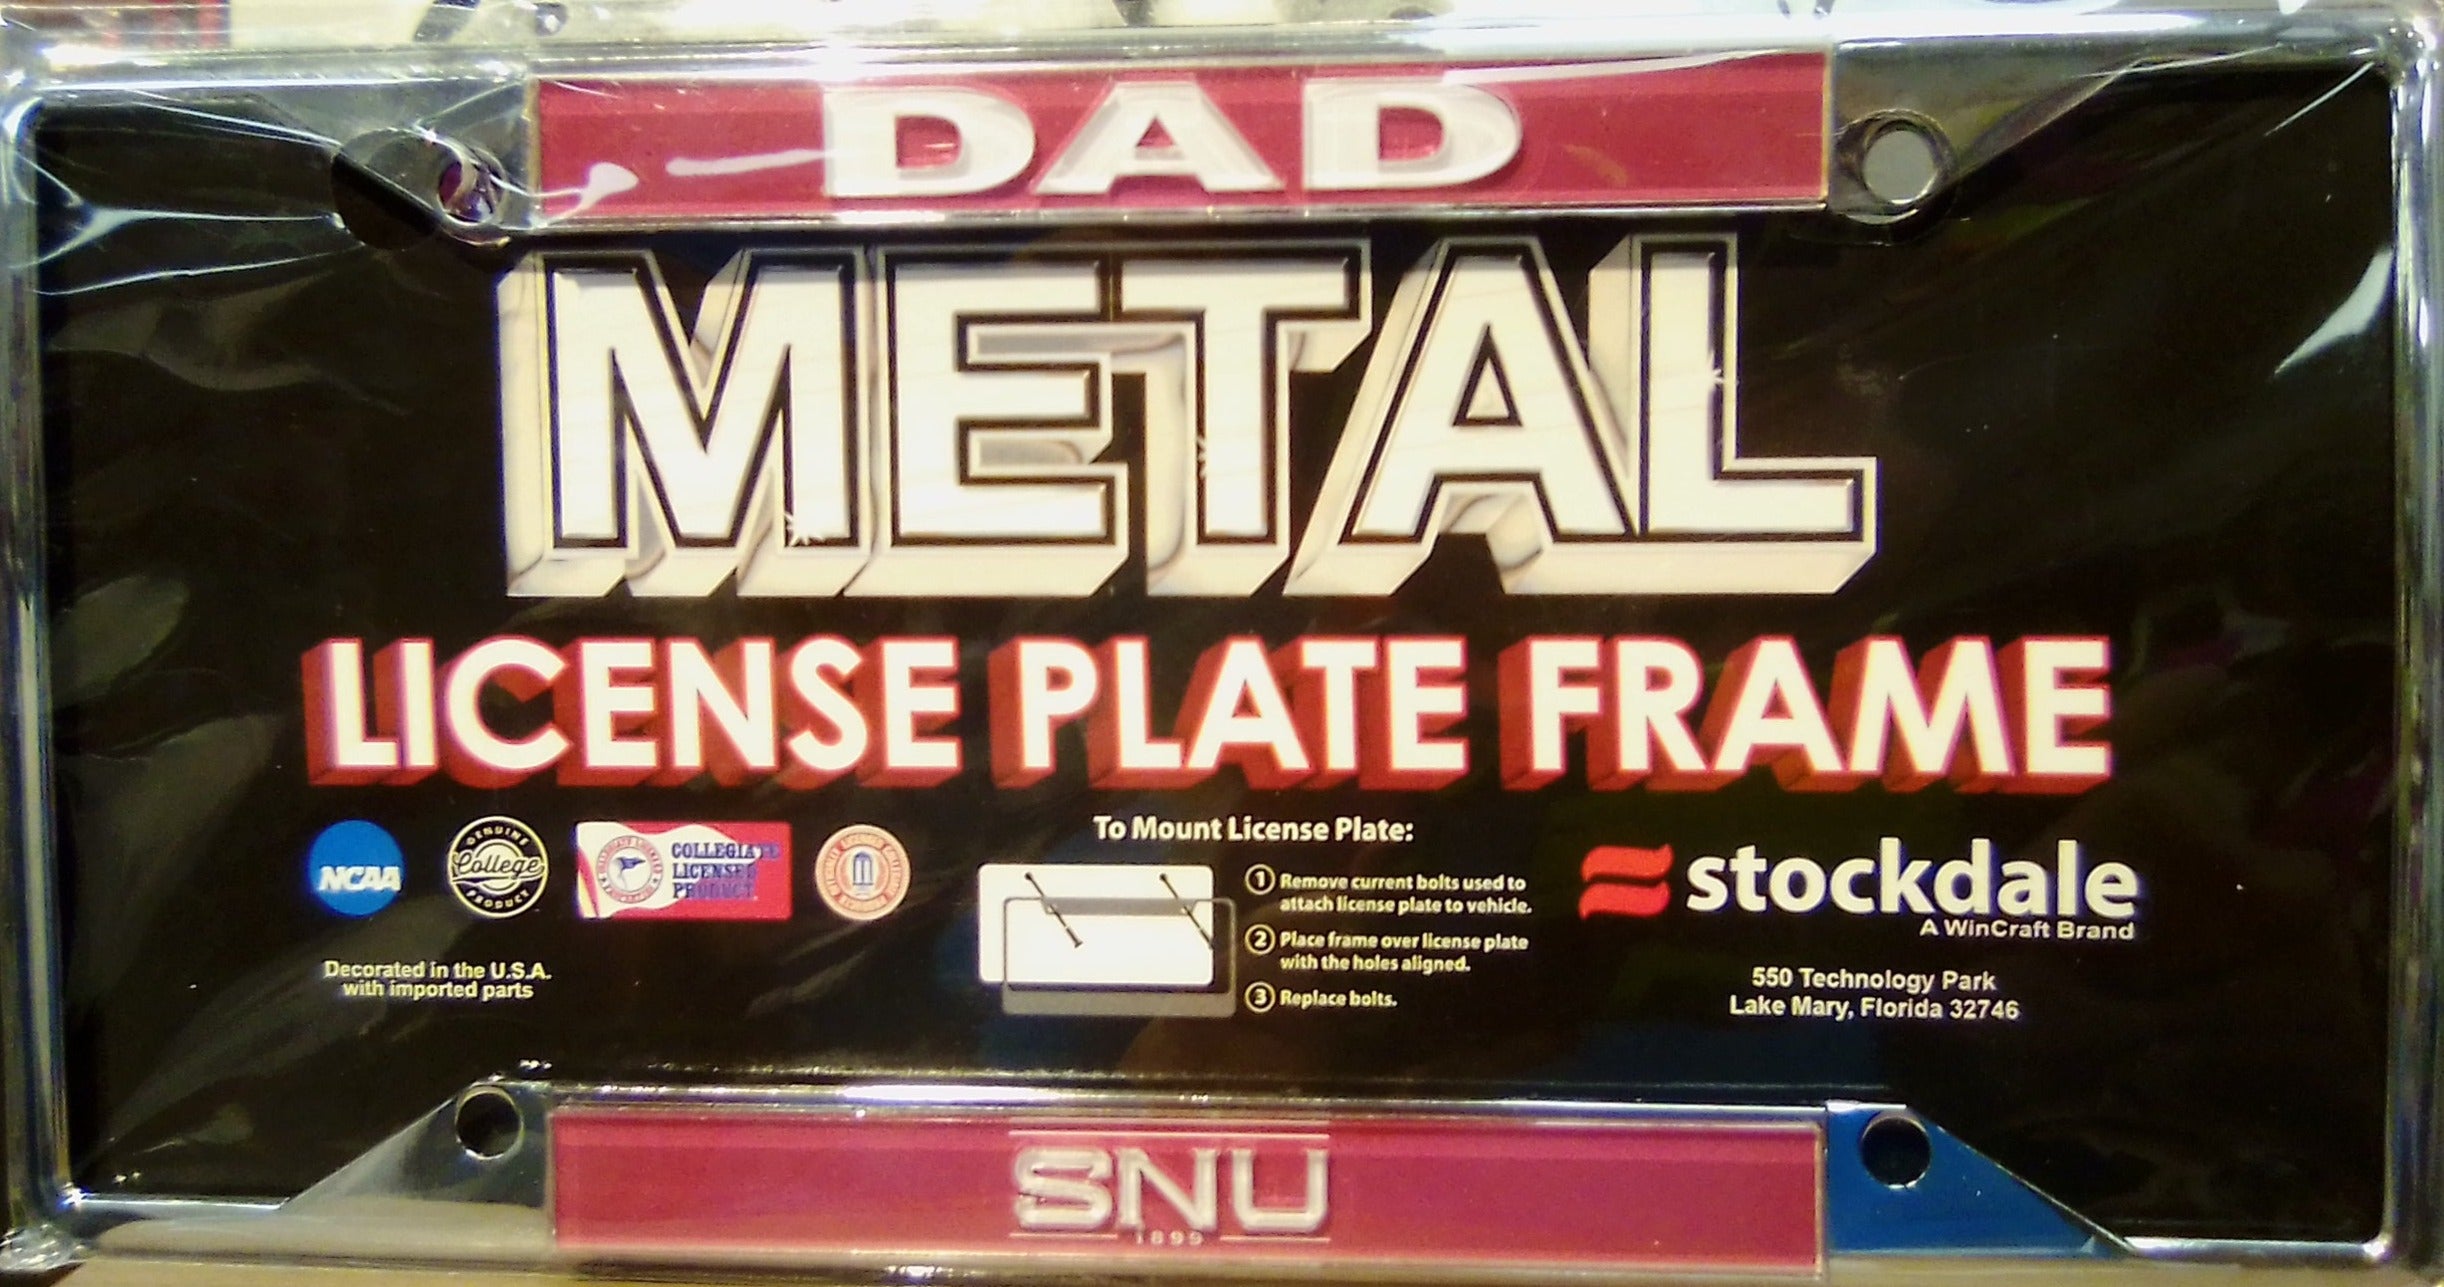 DAD
METAL
LICENSE PLATE FRAME
NCAA
GENUINE
College
PRODUCT
COLLEGIATE
LICENSED
PRODUCT
To Mount License Plate:
1 Remove current bolts used to
attach license plate to vehicle.
2 Place frame over license plate
with the holes aligned.
3 Replace bolts.
stockdale
A WinCraft Brand
550 Technology Park
Lake Mary, Florida 32746
Decorated in the U.S.A.
with imported parts
SNU
1899